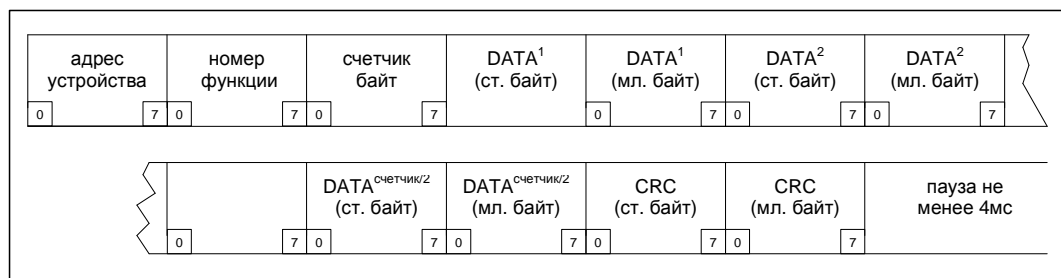 адрес устройства
номер функции
счетчик байт
DATA¹ (ст. байт)
DATA¹ (мл. байт)
DATA² (ст. байт)
DATA² (мл. байт)
0 7 0 7 0 7 0 7 0 7 0 7
DATAсчетчик/2 (ст. байт)
DATAсчетчик/2 (мл. байт)
CRC (ст. байт)
CRC (мл. байт)
пауза не менее 4мс
0 7 0 7 0 7 0 7 0 7